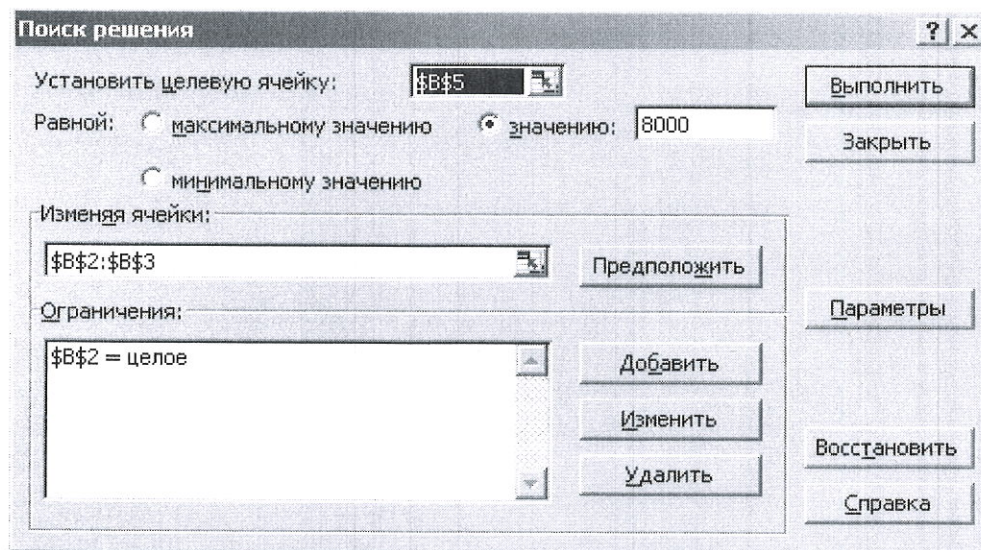 Поиск решения
Установить целевую ячейку: $B$5 Выполнить
Равной: максимальному значению значению: 8000 Закрыть
минимальному значению
Изменяя ячейки:
$B$2:$B$3 Предположить
Ограничения: Параметры
$B$2 = целое Добавить
Изменить
Восстановить
Удалить
Справка